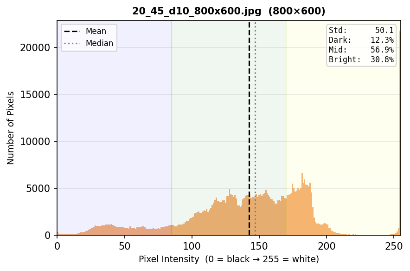 20_45_d10_800x600.jpg  (800×600)
Number of Pixels
20000
15000
10000
5000
0
Mean
Median
Std: 50.1
Dark: 12.3%
Mid: 56.9%
Bright: 30.8%
0 50 100 150 200 250
Pixel Intensity  (0 = black → 255 = white)